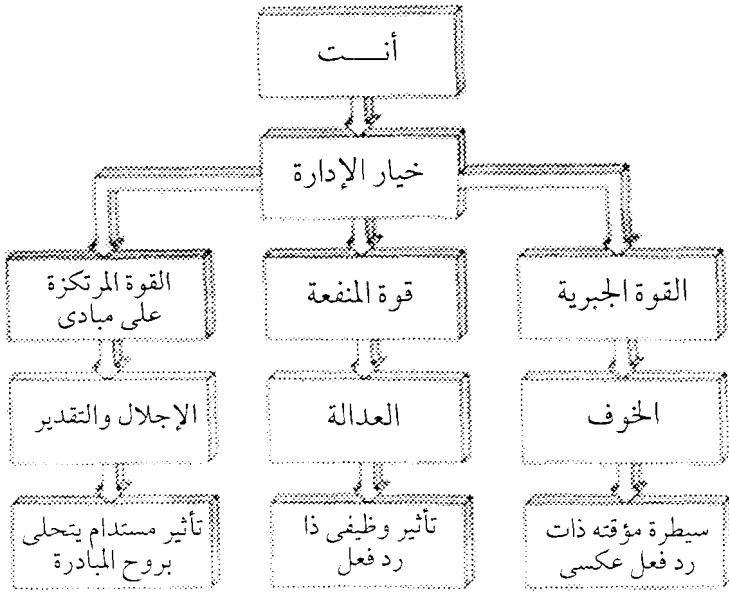 أنــــت
خيار الإدارة
القوة الجبرية
قوة المنفعة
القوة المرتكزة
على مبادى
الخوف
العدالة
الإجلال والتقدير
سيطرة مؤقته ذات
رد فعل عكسى
تأثير وظيفى ذا
رد فعل
تأثير مستدام يتحلى
بروح المبادرة